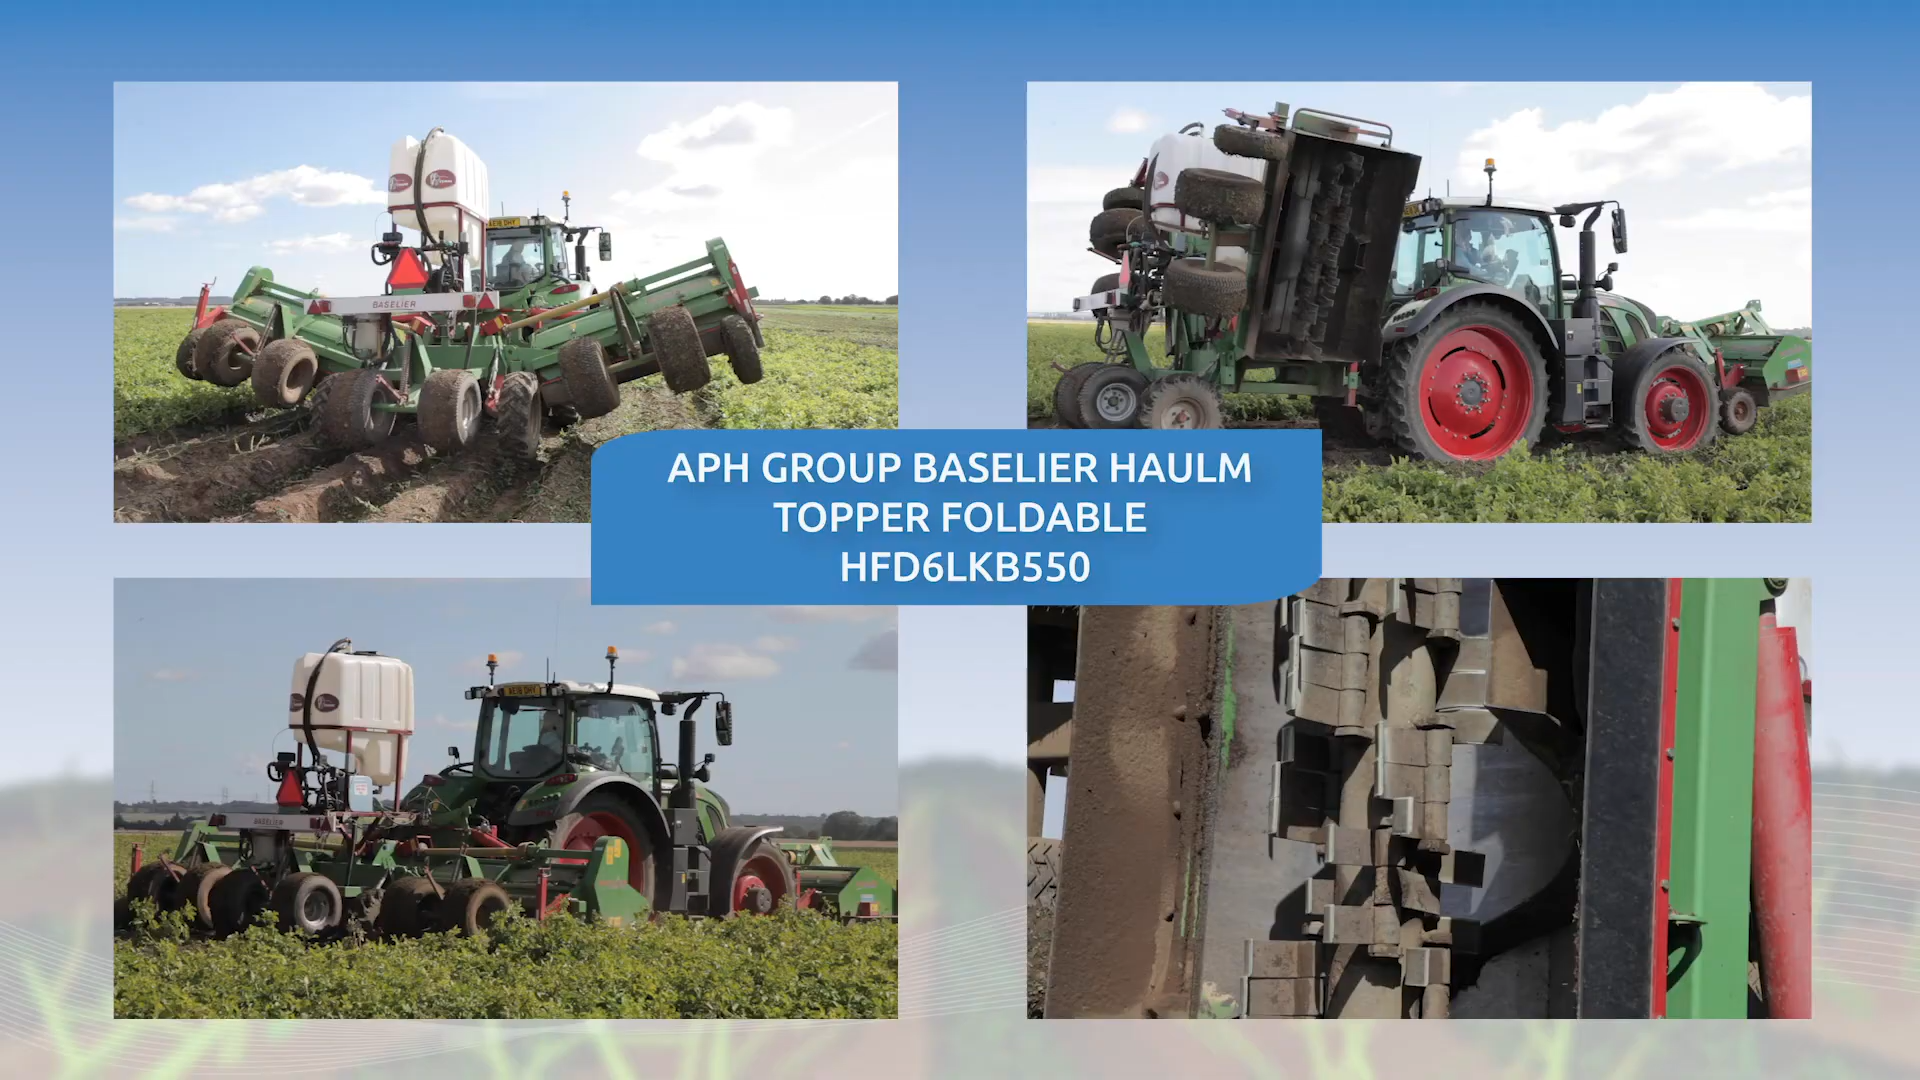 BASELIER
APH GROUP BASELIER HAULM
TOPPER FOLDABLE
HFD6LKB550
BASELIER